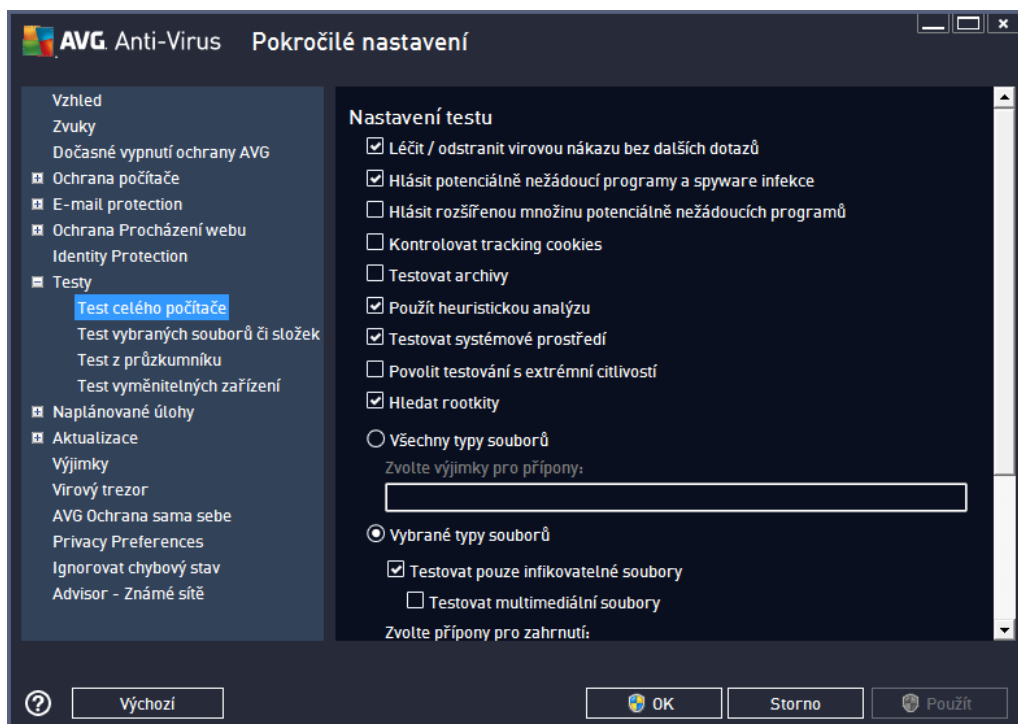 AVG. Anti-Virus Pokročilé nastavení
Vzhled
Zvuky
Dočasné vypnutí ochrany AVG
Ochrana počítače
E-mail protection
Ochrana Procházení webu
Identity Protection
Testy
Test celého počítače
Test vybraných souborů či složek
Test z průzkumníku
Test vyměnitelných zařízení
Naplánované úlohy
Aktualizace
Výjimky
Virový trezor
AVG Ochrana sama sebe
Privacy Preferences
Ignorovat chybový stav
Advisor - Známé sítě
Nastavení testu
Léčit / odstranit virovou nákazu bez dalších dotazů
Hlásit potenciálně nežádoucí programy a spyware infekce
Hlásit rozšířenou množinu potenciálně nežádoucích programů
Kontrolovat tracking cookies
Testovat archivy
Použít heuristickou analýzu
Testovat systémové prostředí
Povolit testování s extrémní citlivostí
Hledat rootkity
Všechny typy souborů
Zvolte výjimky pro přípony:
Vybrané typy souborů
Testovat pouze infikovatelné soubory
Testovat multimediální soubory
Zvolte přípony pro zahrnutí:
? Výchozí OK Storno Použít